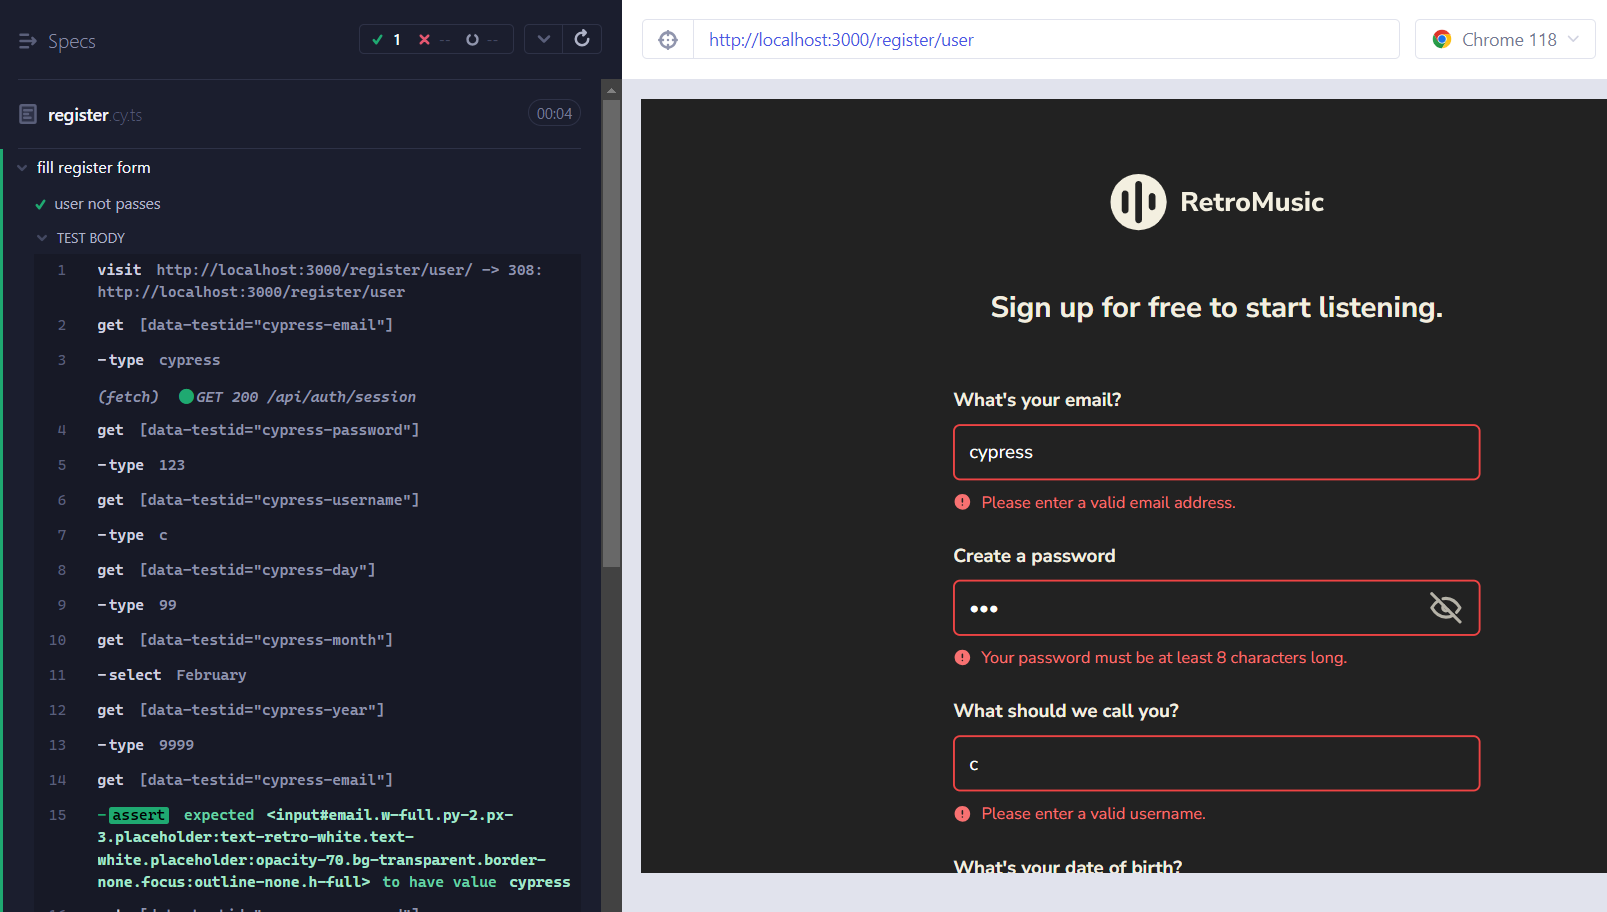 Specs
1 -- --
register.cy.ts
00:04
fill register form
user not passes
TEST BODY
1 visit http://localhost:3000/register/user/ -> 308:
http://localhost:3000/register/user
2 get [data-testid="cypress-email"]
3 -type cypress
(fetch) GET 200 /api/auth/session
4 get [data-testid="cypress-password"]
5 -type 123
6 get [data-testid="cypress-username"]
7 -type c
8 get [data-testid="cypress-day"]
9 -type 99
10 get [data-testid="cypress-month"]
11 -select February
12 get [data-testid="cypress-year"]
13 -type 9999
14 get [data-testid="cypress-email"]
15 -assert expected <input#email.w-full.py-2.px-
3.placeholder:text-retro-white.text-
white.placeholder:opacity-70.bg-transparent.border-
none.focus:outline-none.h-full> to have value cypress
http://localhost:3000/register/user
Chrome 118
RetroMusic
Sign up for free to start listening.
What's your email?
cypress
Please enter a valid email address.
Create a password
•••
Your password must be at least 8 characters long.
What should we call you?
c
Please enter a valid username.
What's your date of birth?